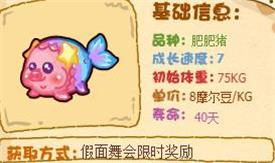 基础信息:
品种: 肥肥猪
成长速度: 7
初始体重: 75KG
单价: 8摩尔豆/KG
寿命: 40天
获取方式: 假面舞会限时奖励